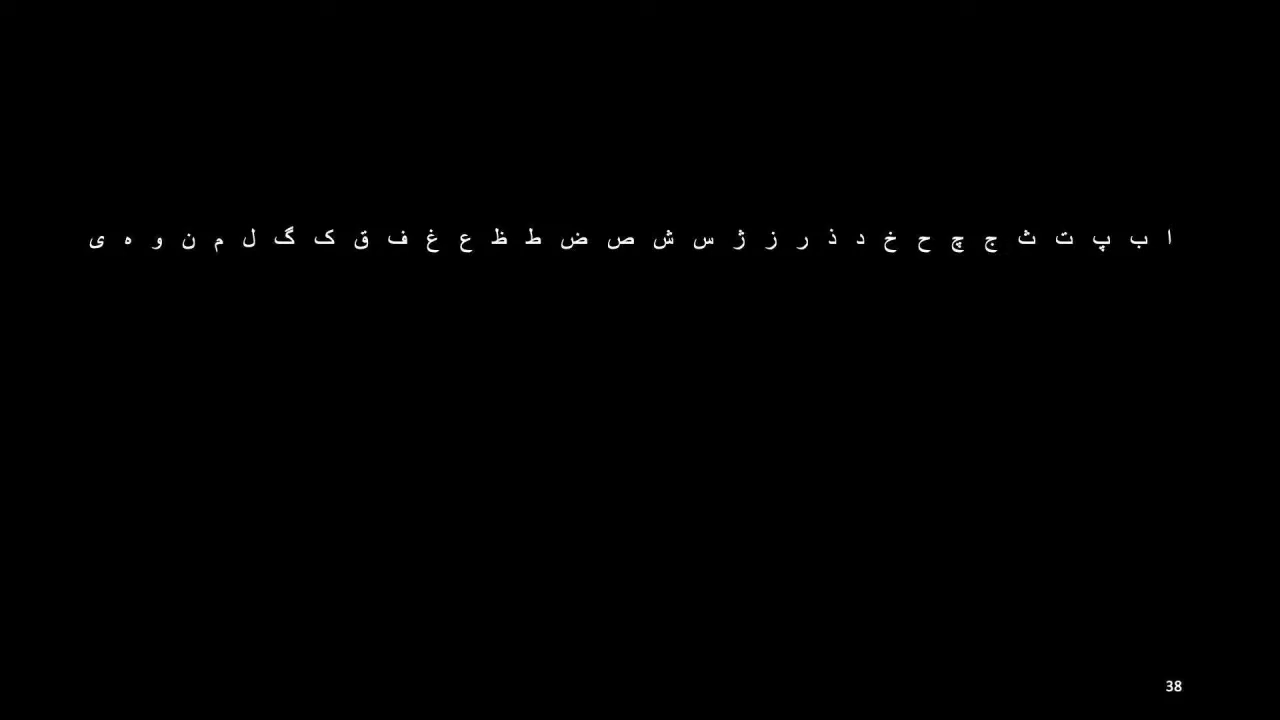 ا ب پ ت ث ج چ ح خ د ذ ر ز ژ س ش ص ض ط ظ ع غ ف ق ک گ ل م ن و ه ی
38